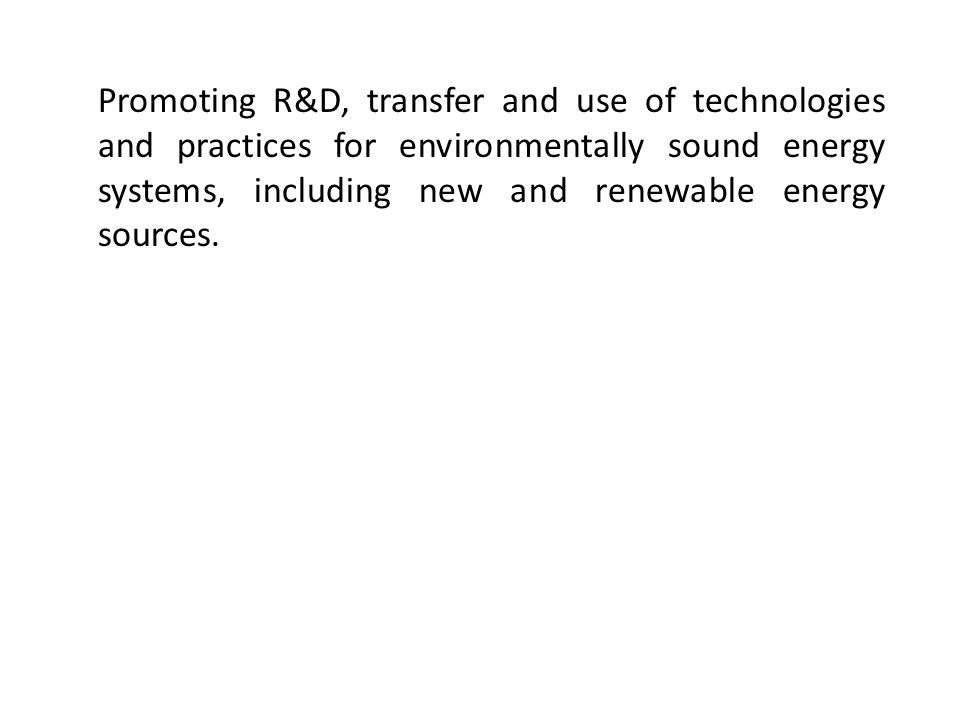 Promoting R&D, transfer and use of technologies
and practices for environmentally sound energy
systems, including new and renewable energy
sources.